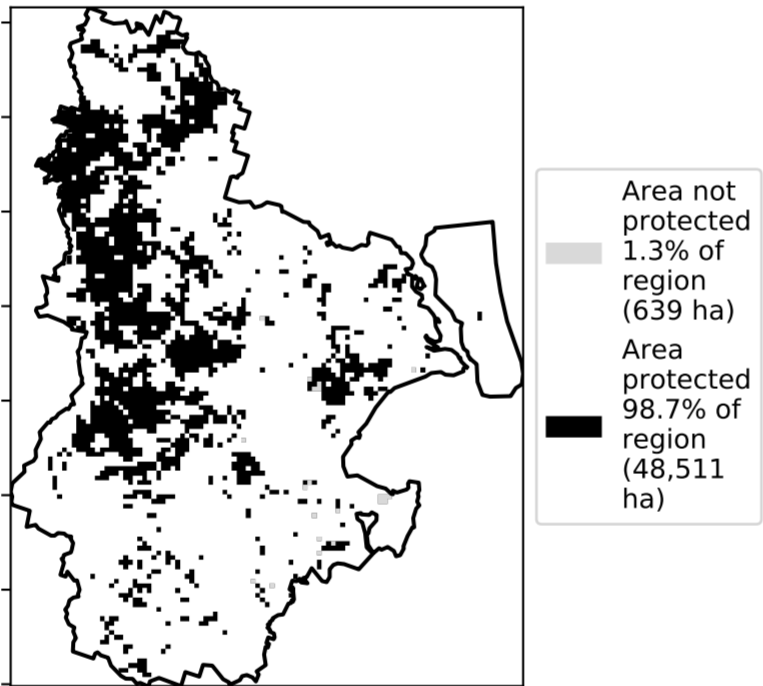 Area not
protected
1.3% of
region
(639 ha)
Area
protected
98.7% of
region
(48,511
ha)